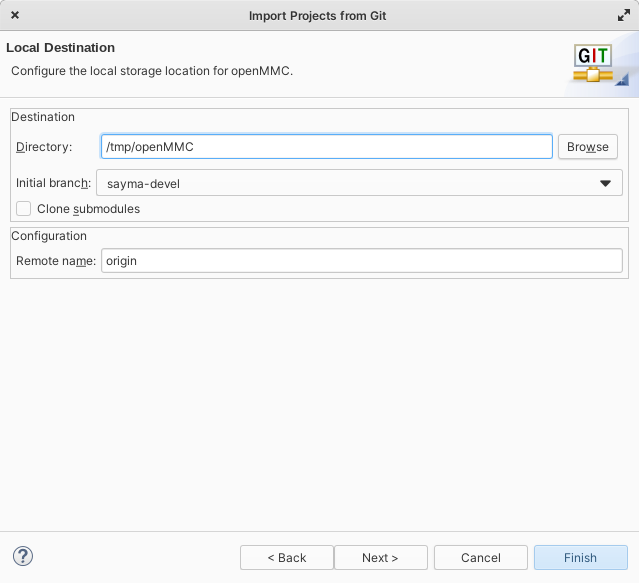 Import Projects from Git
Local Destination
Configure the local storage location for openMMC.
GIT
Destination
Directory: /tmp/openMMC Browse
Initial branch: sayma-devel
Clone submodules
Configuration
Remote name: origin
? < Back Next > Cancel Finish